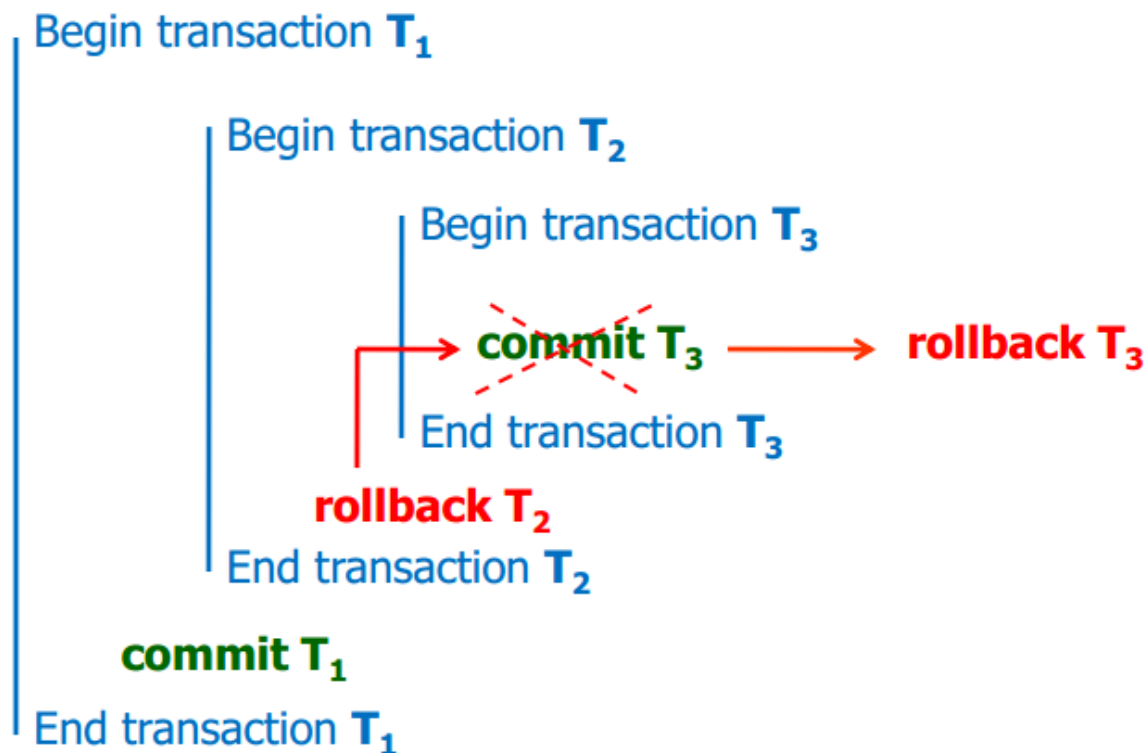 Begin transaction T₁
Begin transaction T₂
Begin transaction T₃
commit T₃ rollback T₃
End transaction T₃
rollback T₂
End transaction T₂
commit T₁
End transaction T₁